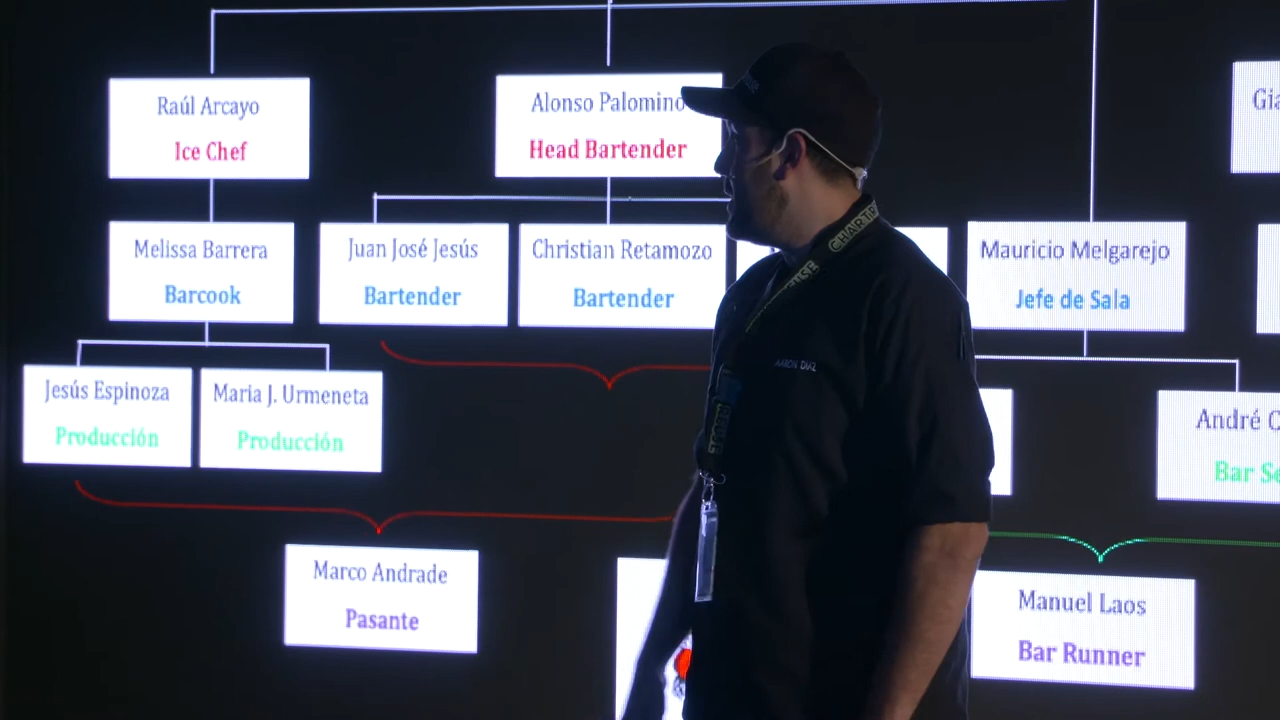 Raúl Arcayo
Ice Chef
Alonso Palomino
Head Bartender
Melissa Barrera
Barcook
Juan José Jesús
Bartender
Christian Retamozo
Bartender
Mauricio Melgarejo
Jefe de Sala
Jesús Espinoza
Producción
Maria J. Urmeneta
Producción
André
Bar
Marco Andrade
Pasante
Manuel Laos
Bar Runner
AARON DIAZ